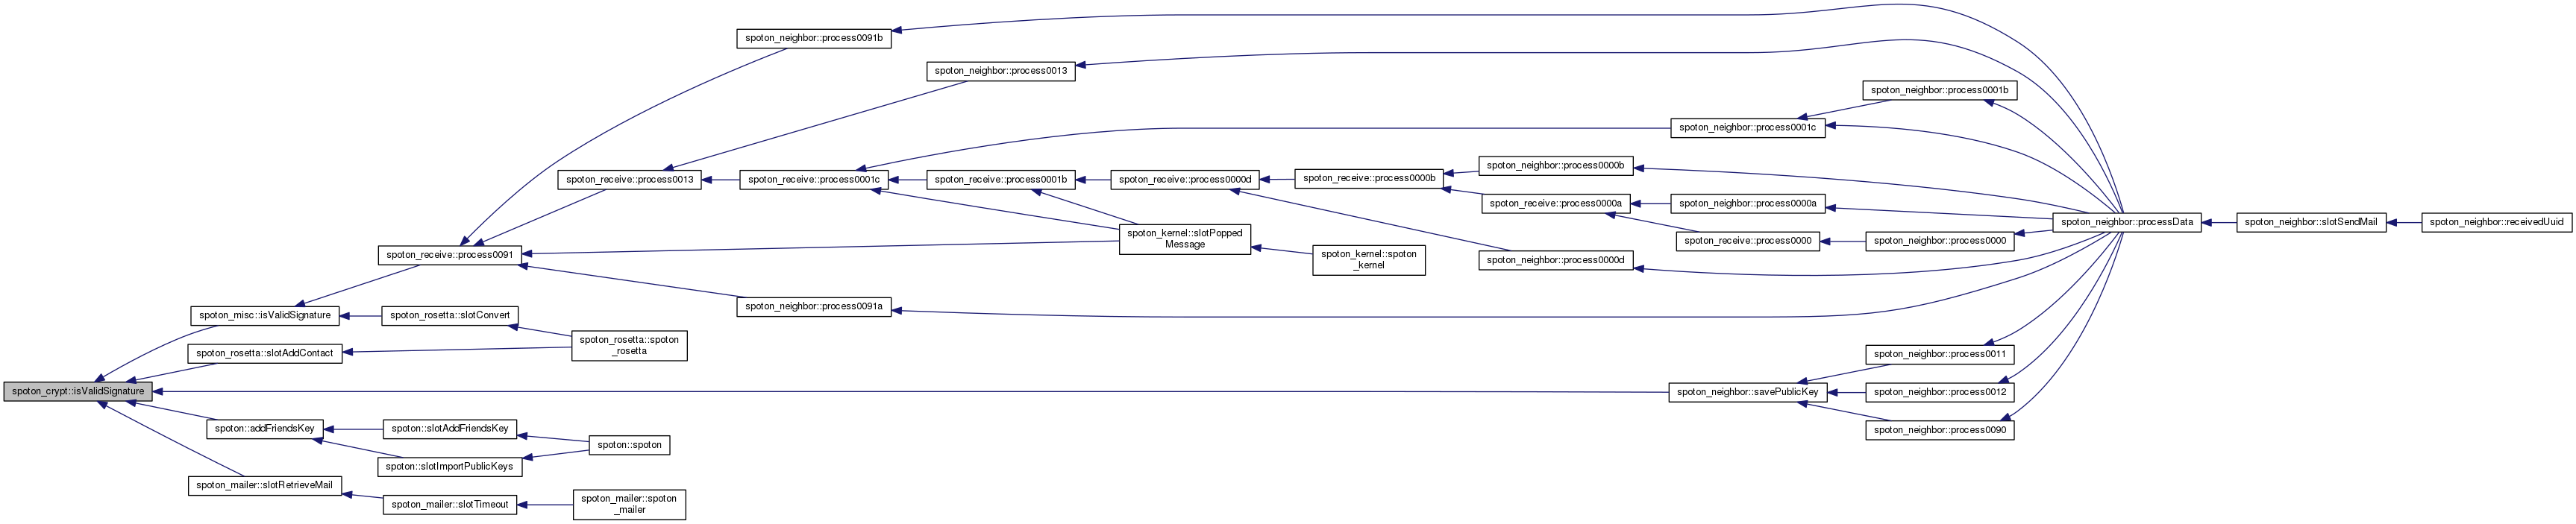 spoton_neighbor::process0091b
spoton_neighbor::process0013
spoton_neighbor::process0001b
spoton_neighbor::process0001c
spoton_neighbor::process0000b
spoton_receive::process0013
spoton_receive::process0001c
spoton_receive::process0001b
spoton_receive::process0000d
spoton_receive::process0000b
spoton_receive::process0000a
spoton_neighbor::process0000a
spoton_neighbor::processData
spoton_neighbor::slotSendMail
spoton_neighbor::receivedUuid
spoton_kernel::slotPopped
Message
spoton_receive::process0000
spoton_neighbor::process0000
spoton_receive::process0091
spoton_kernel::spoton
_kernel
spoton_neighbor::process0000d
spoton_neighbor::process0091a
spoton_misc::isValidSignature
spoton_rosetta::slotConvert
spoton_rosetta::spoton
_rosetta
spoton_rosetta::slotAddContact
spoton_neighbor::process0011
spoton_crypt::isValidSignature
spoton_neighbor::savePublicKey
spoton_neighbor::process0012
spoton::addFriendsKey
spoton::slotAddFriendsKey
spoton_neighbor::process0090
spoton::spoton
spoton::slotImportPublicKeys
spoton_mailer::slotRetrieveMail
spoton_mailer::slotTimeout
spoton_mailer::spoton
_mailer